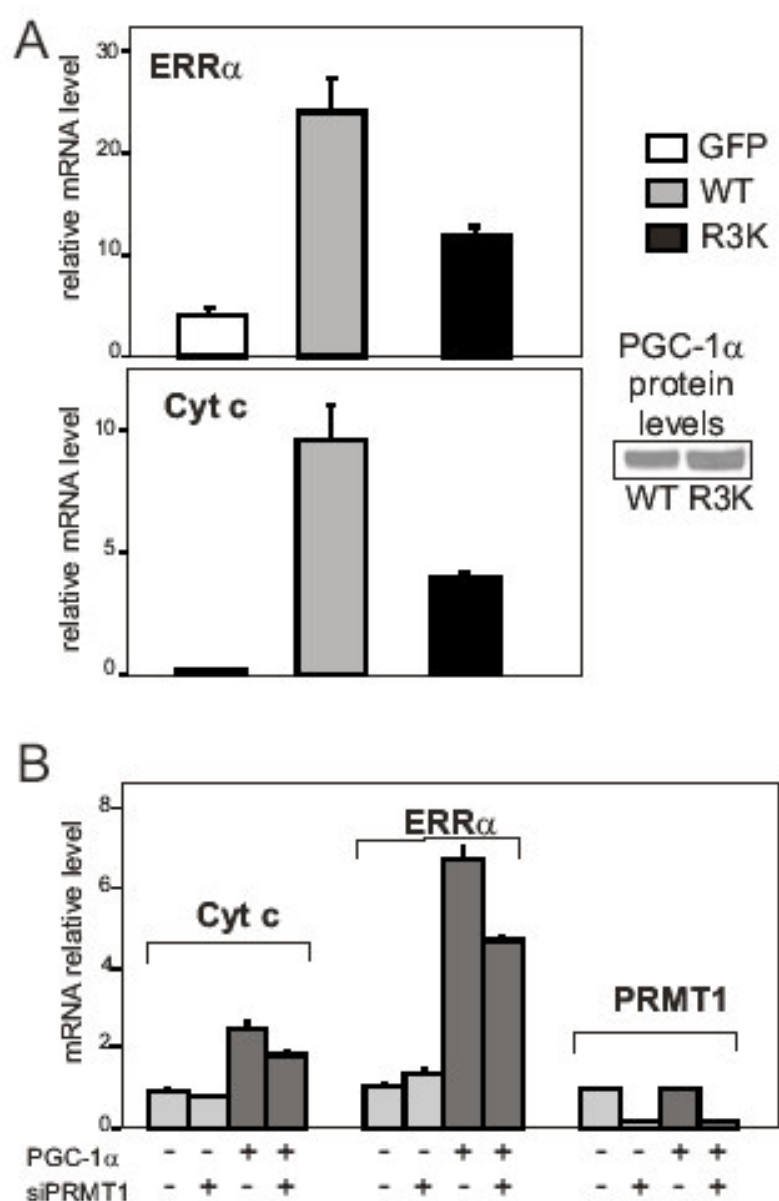 A
ERRα
relative mRNA level
30
20
10
0
GFP
WT
R3K
PGC-1α
protein
levels
WT R3K
Cyt c
relative mRNA level
10
5
0
B
mRNA relative level
8
6
4
2
0
Cyt c
ERRα
PRMT1
PGC-1α - - + + - - + + - - + +
siPRMT1 - + - + - + - + - + - +